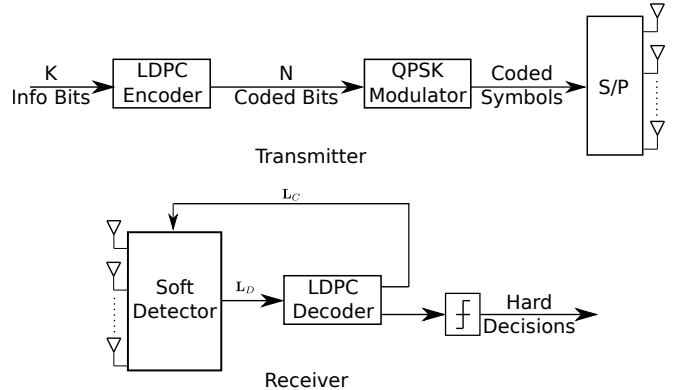 K
Info Bits
LDPC
Encoder
N
Coded Bits
QPSK
Modulator
Coded
Symbols
S/P
Transmitter
L_C
Soft
Detector
L_D
LDPC
Decoder
Hard
Decisions
Receiver